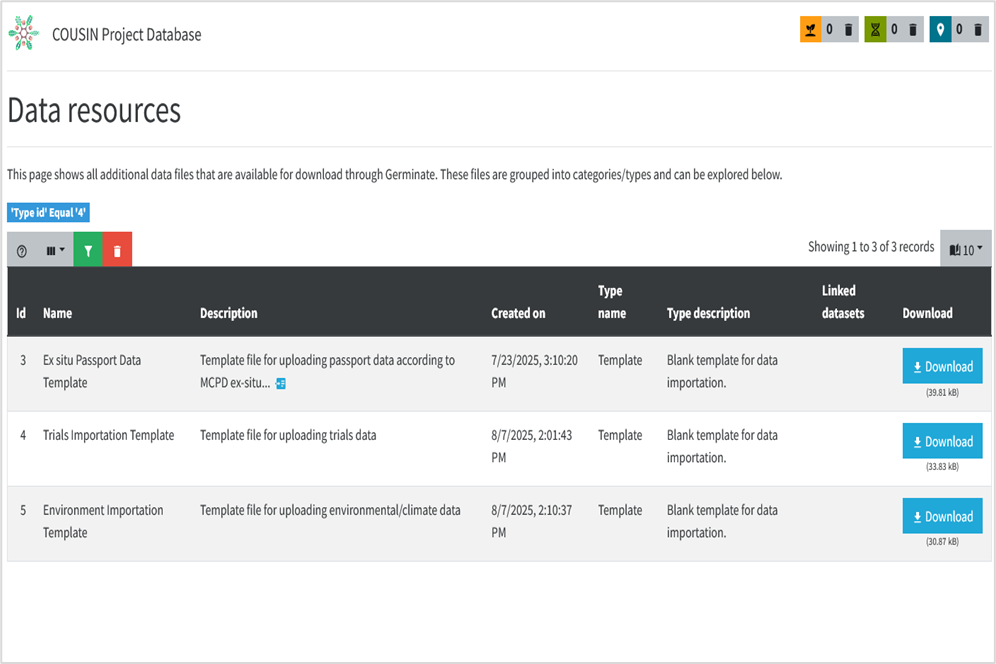 COUSIN Project Database
0 0 0
Data resources
This page shows all additional data files that are available for download through Germinate. These files are grouped into categories/types and can be explored below.
'Type id' Equal '4'
Showing 1 to 3 of 3 records 10
Id Name Description Created on Type name Type description Linked datasets Download
3 Ex situ Passport Data Template Template file for uploading passport data according to MCPD ex-situ... 7/23/2025, 3:10:20 PM Template Blank template for data importation. Download
(39.81 kB)
4 Trials Importation Template Template file for uploading trials data 8/7/2025, 2:01:43 PM Template Blank template for data importation. Download
(33.83 kB)
5 Environment Importation Template Template file for uploading environmental/climate data 8/7/2025, 2:10:37 PM Template Blank template for data importation. Download
(30.87 kB)